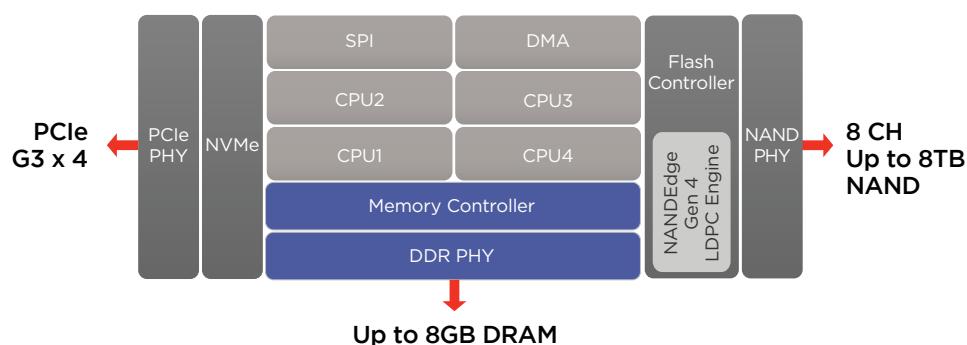 PCIe
G3 x 4
PCIe
PHY
NVMe
SPI
DMA
CPU2
CPU3
CPU1
CPU4
Memory Controller
DDR PHY
Flash
Controller
NANDEdge
Gen 4
LDPC Engine
NAND
PHY
8 CH
Up to 8TB
NAND
Up to 8GB DRAM